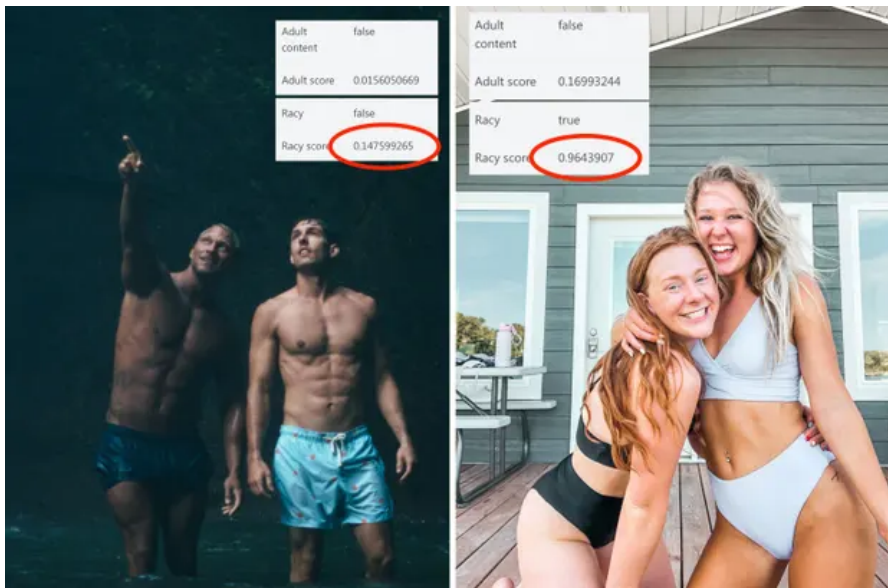 Adult content false
Adult score 0.0156050669
Racy false
Racy score 0.147599265
Adult content false
Adult score 0.16993244
Racy true
Racy score 0.9643907